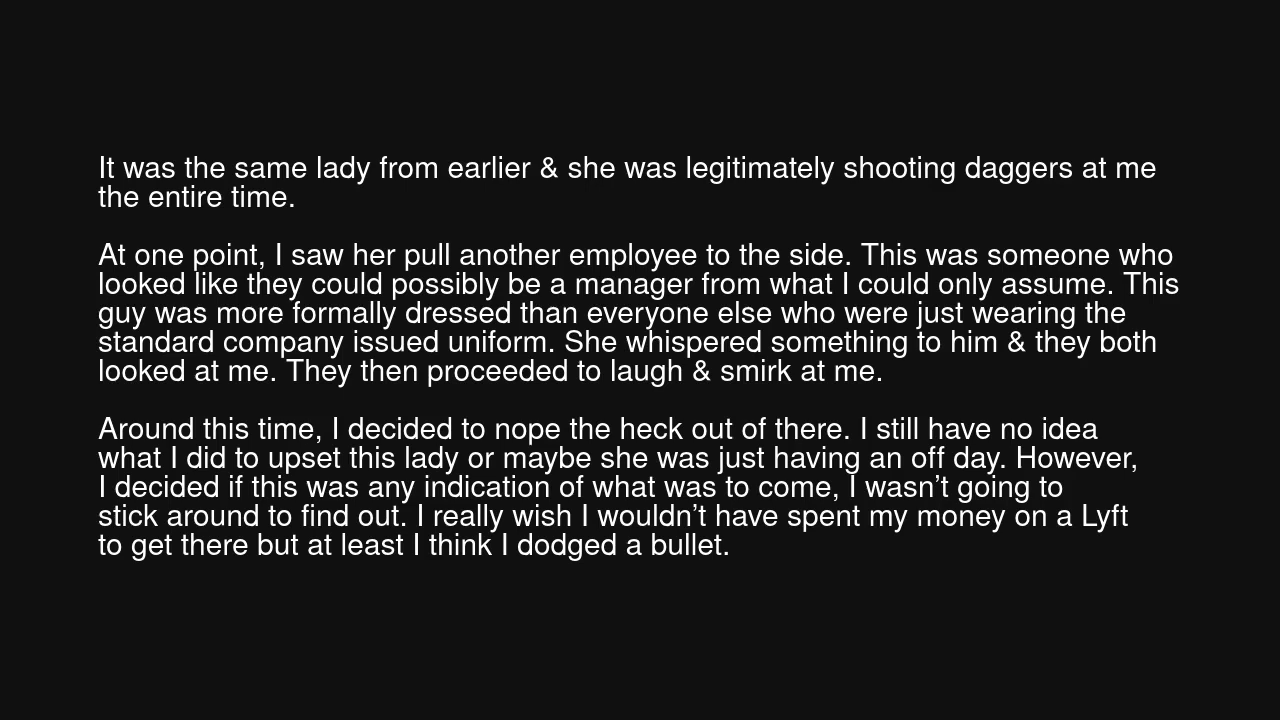 It was the same lady from earlier & she was legitimately shooting daggers at me
the entire time.
At one point, I saw her pull another employee to the side. This was someone who
looked like they could possibly be a manager from what I could only assume. This
guy was more formally dressed than everyone else who were just wearing the
standard company issued uniform. She whispered something to him & they both
looked at me. They then proceeded to laugh & smirk at me.
Around this time, I decided to nope the heck out of there. I still have no idea
what I did to upset this lady or maybe she was just having an off day. However,
I decided if this was any indication of what was to come, I wasn’t going to
stick around to find out. I really wish I wouldn’t have spent my money on a Lyft
to get there but at least I think I dodged a bullet.